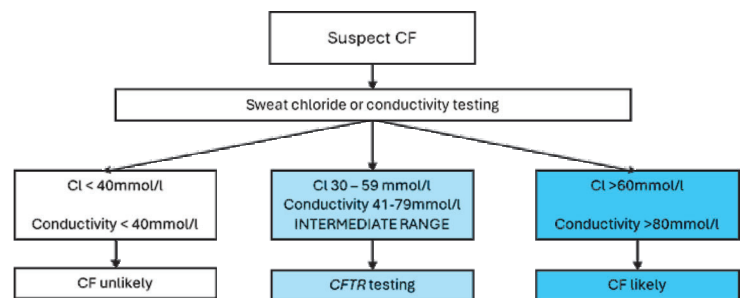 Suspect CF
Sweat chloride or conductivity testing
Cl < 40mmol/l
Conductivity < 40mmol/l
Cl 30 – 59 mmol/l
Conductivity 41-79mmol/l
INTERMEDIATE RANGE
Cl >60mmol/l
Conductivity >80mmol/l
CF unlikely
CFTR testing
CF likely